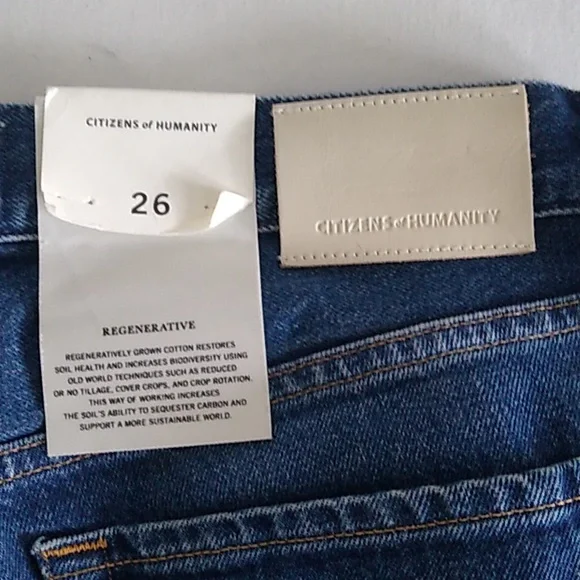 CITIZENS of HUMANITY
26
CITIZENS of HUMANITY
REGENERATIVE
REGENERATIVELY GROWN COTTON RESTORES
SOIL HEALTH AND INCREASES BIODIVERSITY USING
OLD WORLD TECHNIQUES SUCH AS REDUCED
OR NO TILLAGE, COVER CROPS, AND CROP ROTATION.
THIS WAY OF WORKING INCREASES
THE SOIL'S ABILITY TO SEQUESTER CARBON AND
SUPPORT A MORE SUSTAINABLE WORLD.